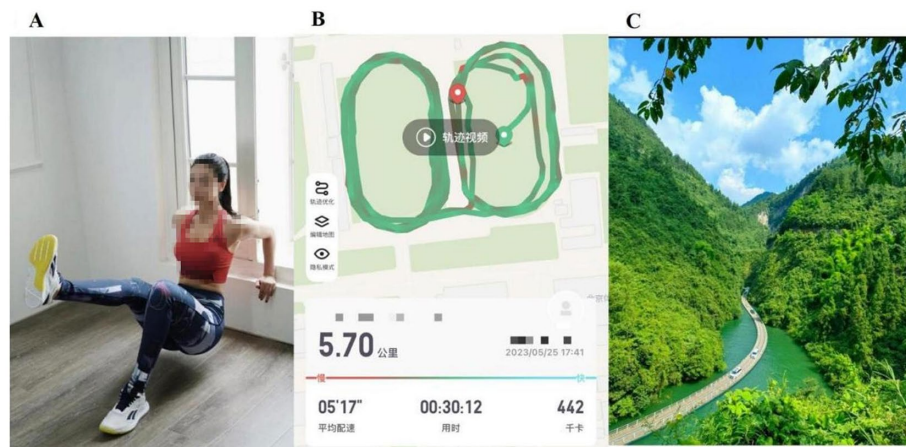 A
B
C
轨迹视频
轨迹优化
编辑地图
隐私模式
5.70公里
2023/05/25 17:41
慢
快
05'17"
00:30:12
442
平均配速
用时
千卡